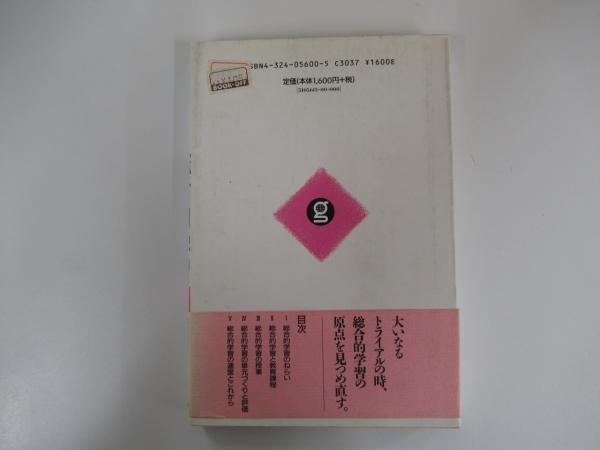 ISBN4-324-05600-5 C3037 ¥1600E
定価(本体1,600円+税)
BOOK-OFF
g
大いなる
トライアルの時、
総合的学習の
原点を見つめ直す。
目次
I 総合的学習のねらい
II 総合的学習と教育課程
III 総合的学習の授業
IV 総合的学習の単元づくりと評価
V 総合的学習の運営とこれから